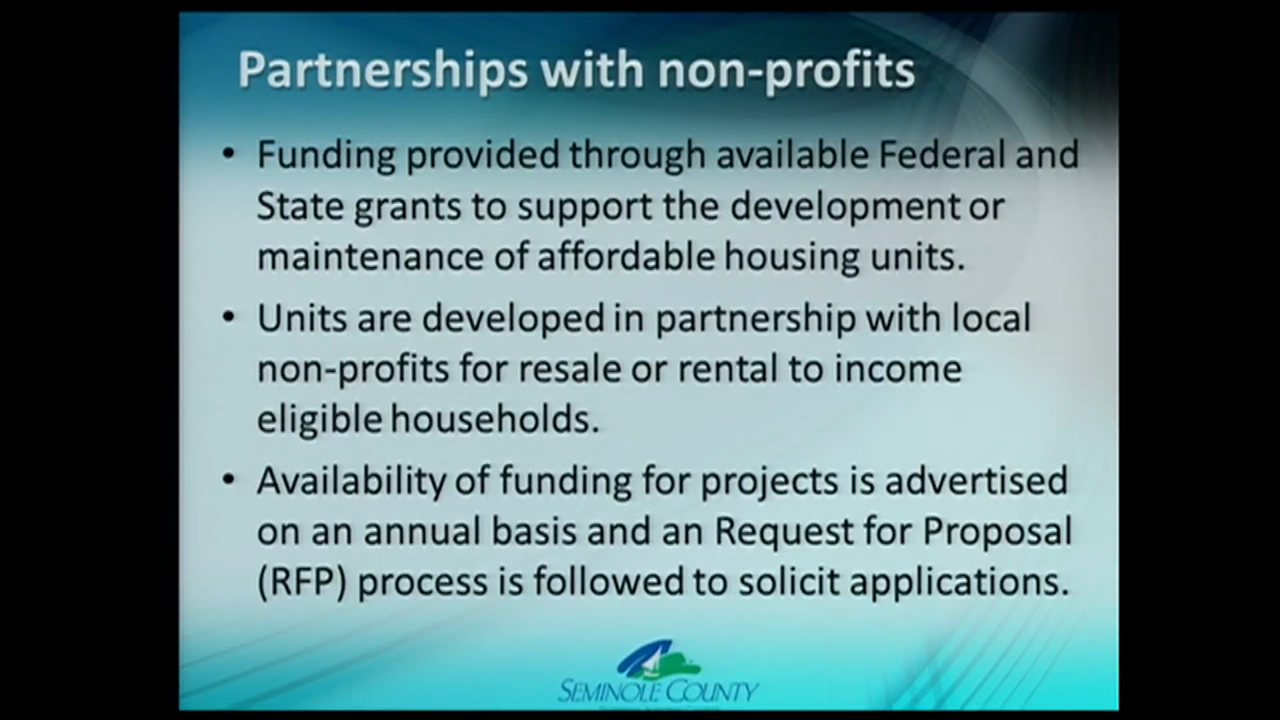 Partnerships with non-profits
• Funding provided through available Federal and
State grants to support the development or
maintenance of affordable housing units.
• Units are developed in partnership with local
non-profits for resale or rental to income
eligible households.
• Availability of funding for projects is advertised
on an annual basis and an Request for Proposal
(RFP) process is followed to solicit applications.
SEMINOLE COUNTY